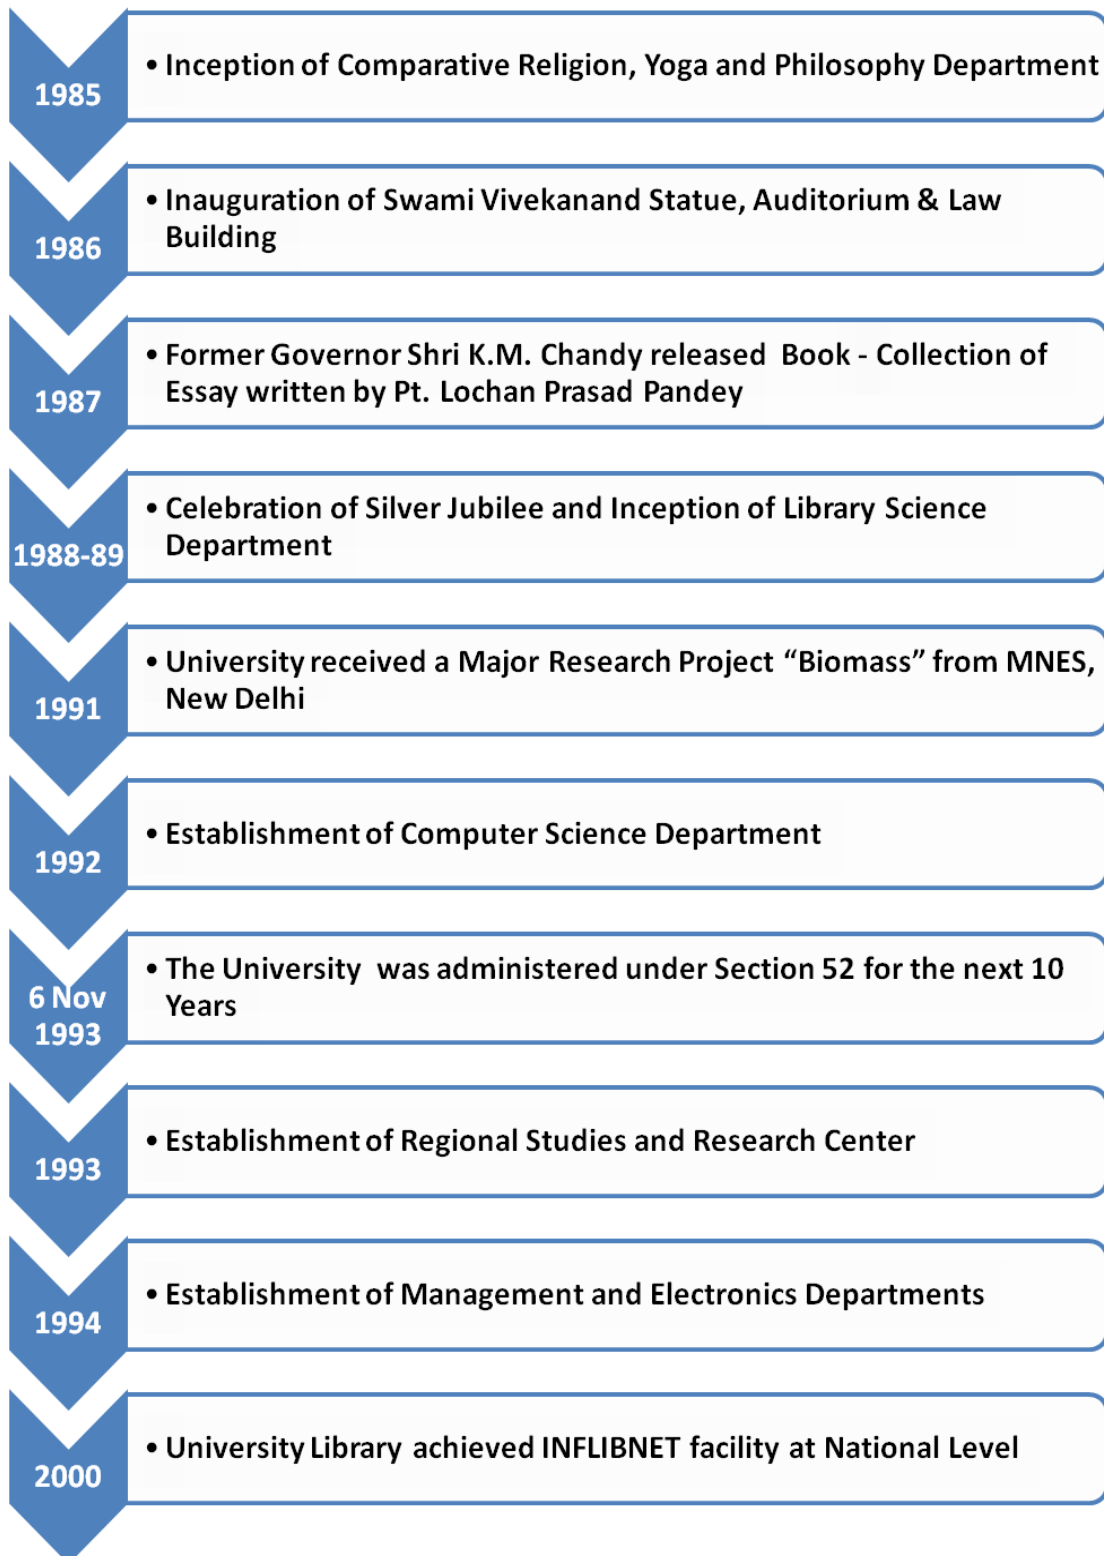 1985
• Inception of Comparative Religion, Yoga and Philosophy Department
1986
• Inauguration of Swami Vivekanand Statue, Auditorium & Law
Building
1987
• Former Governor Shri K.M. Chandy released Book - Collection of
Essay written by Pt. Lochan Prasad Pandey
1988-89
• Celebration of Silver Jubilee and Inception of Library Science
Department
1991
• University received a Major Research Project “Biomass” from MNES,
New Delhi
1992
• Establishment of Computer Science Department
6 Nov
1993
• The University was administered under Section 52 for the next 10
Years
1993
• Establishment of Regional Studies and Research Center
1994
• Establishment of Management and Electronics Departments
2000
• University Library achieved INFLIBNET facility at National Level